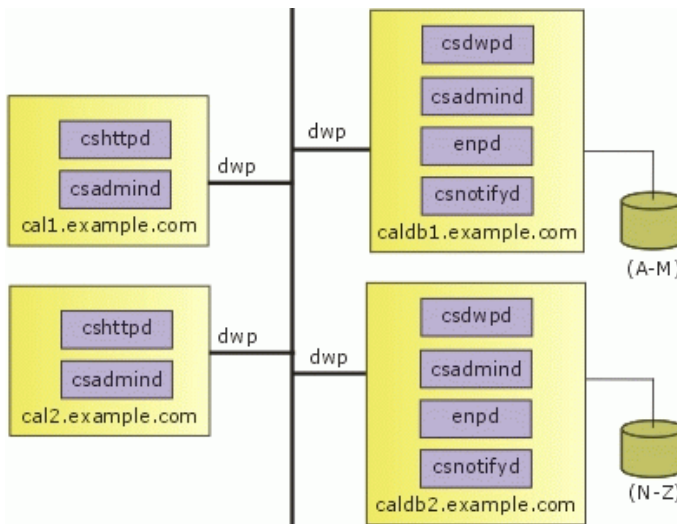 cshttpd
csadmind
cal1.example.com
dwp
dwp
csdwpd
csadmind
enpd
csnotifyd
caldb1.example.com
(A-M)
cshttpd
csadmind
cal2.example.com
dwp
dwp
csdwpd
csadmind
enpd
csnotifyd
caldb2.example.com
(N-Z)